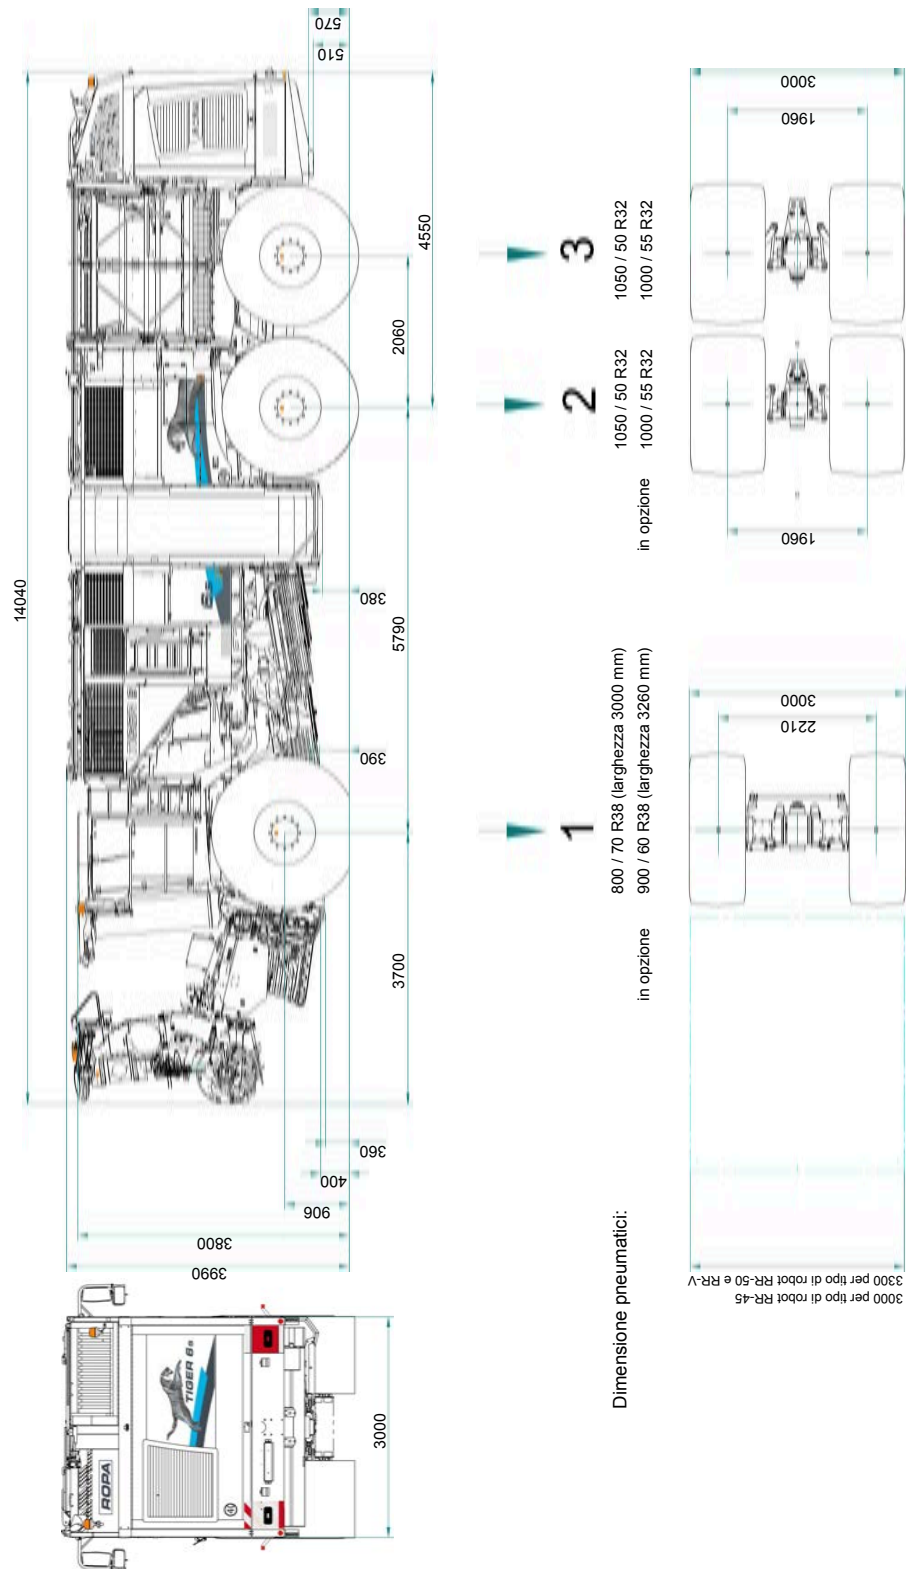 14040
570
510
4550
2060
5790
3700
380
390
360
400
906
3800
3990
3000
ROPA
TIGER 6s
40
6s
1
2
3
Dimensione pneumatici:
800 / 70 R38 (larghezza 3000 mm)
in opzione 900 / 60 R38 (larghezza 3260 mm)
1050 / 50 R32
in opzione 1000 / 55 R32
1050 / 50 R32
1000 / 55 R32
3000
2210
1960
1960
3000
3000 per tipo di robot RR-45
3300 per tipo di robot RR-50 e RR-V